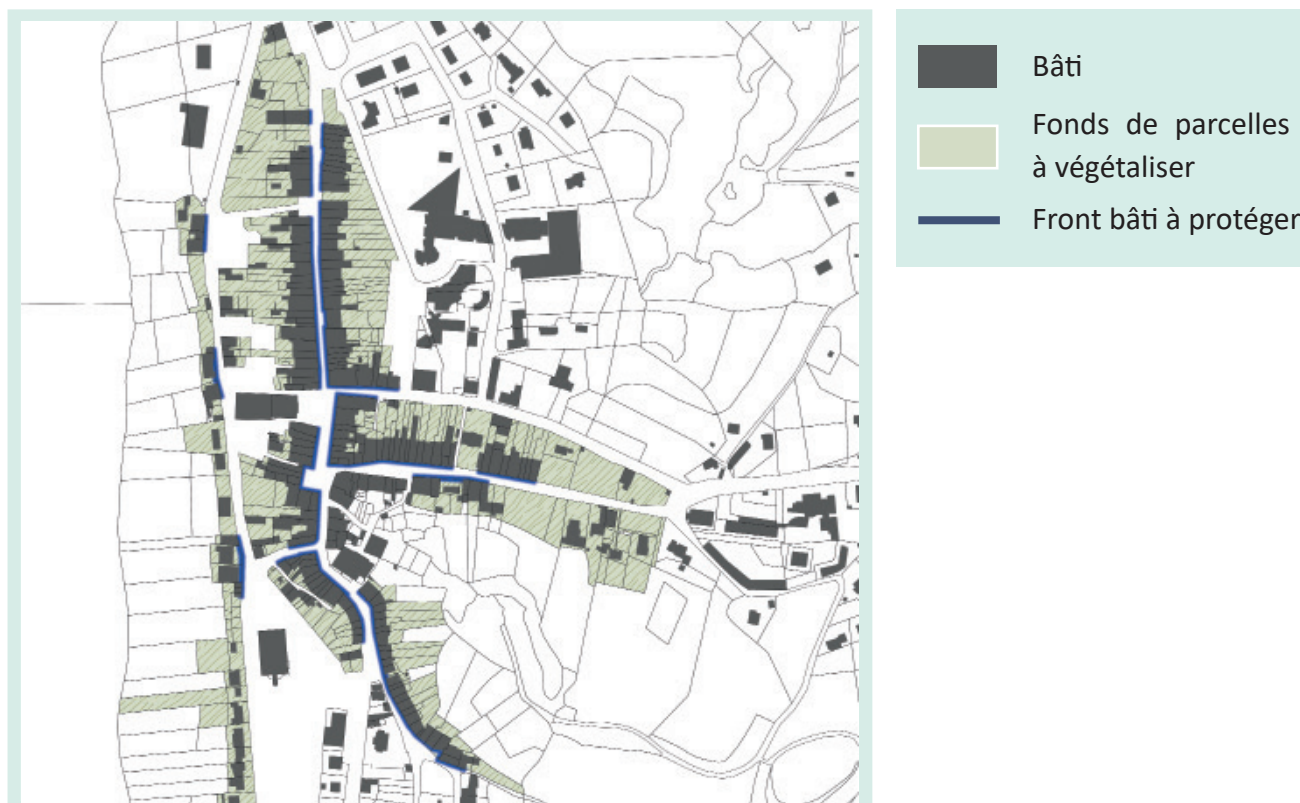 Bâti
Fonds de parcelles
à végétaliser
Front bâti à protéger